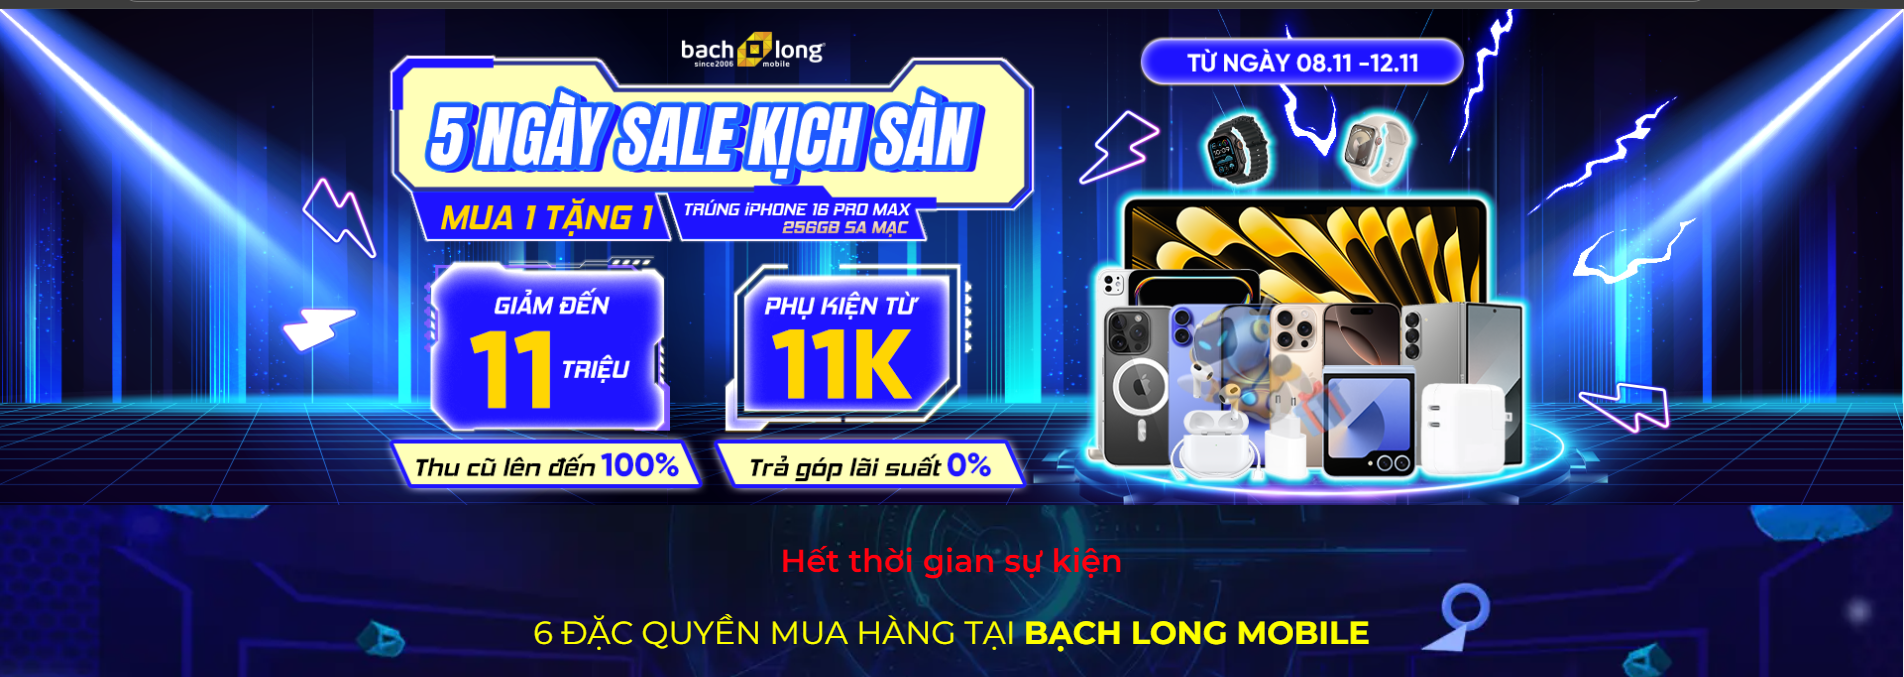 bach long
since2006 mobile
TỪ NGÀY 08.11 -12.11
5 NGÀY SALE KỊCH SÀN
MUA 1 TẶNG 1
TRÚNG iPHONE 16 PRO MAX
256GB SA MẠC
GIẢM ĐẾN
11 TRIỆU
PHỤ KIỆN TỪ
11K
Thu cũ lên đến 100%
Trả góp lãi suất 0%
Hết thời gian sự kiện
6 ĐẶC QUYỀN MUA HÀNG TẠI BẠCH LONG MOBILE